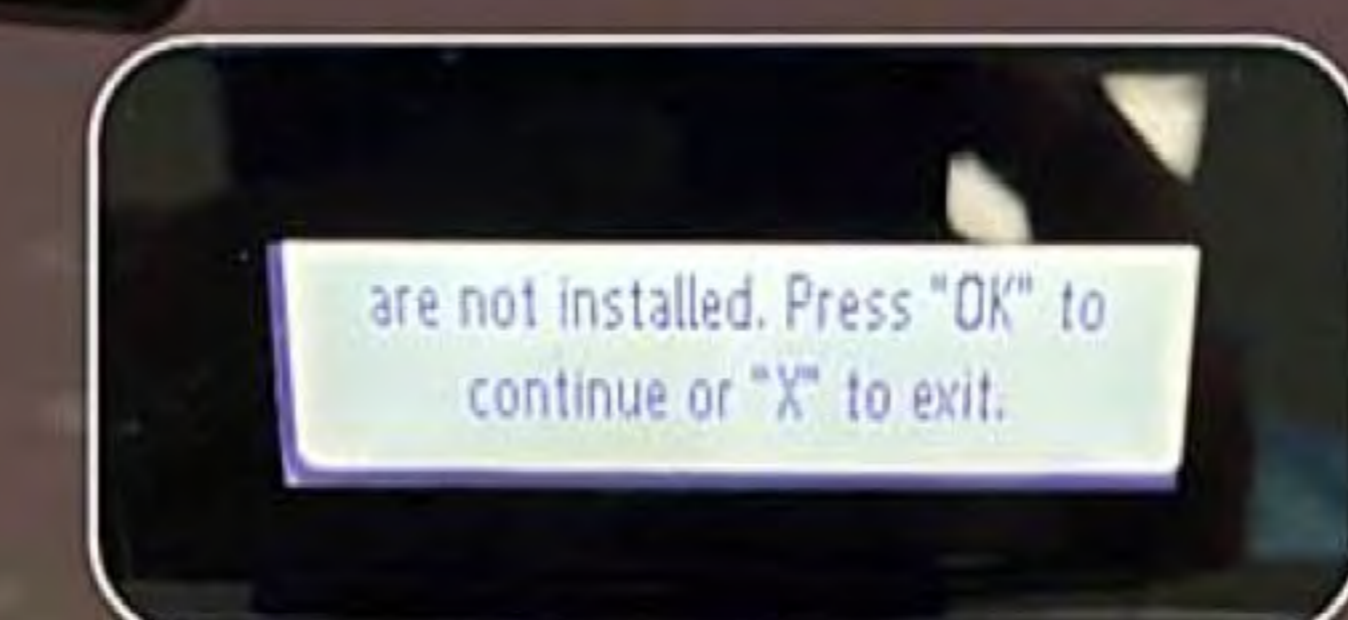 are not installed. Press "OK" to
continue or "X" to exit.